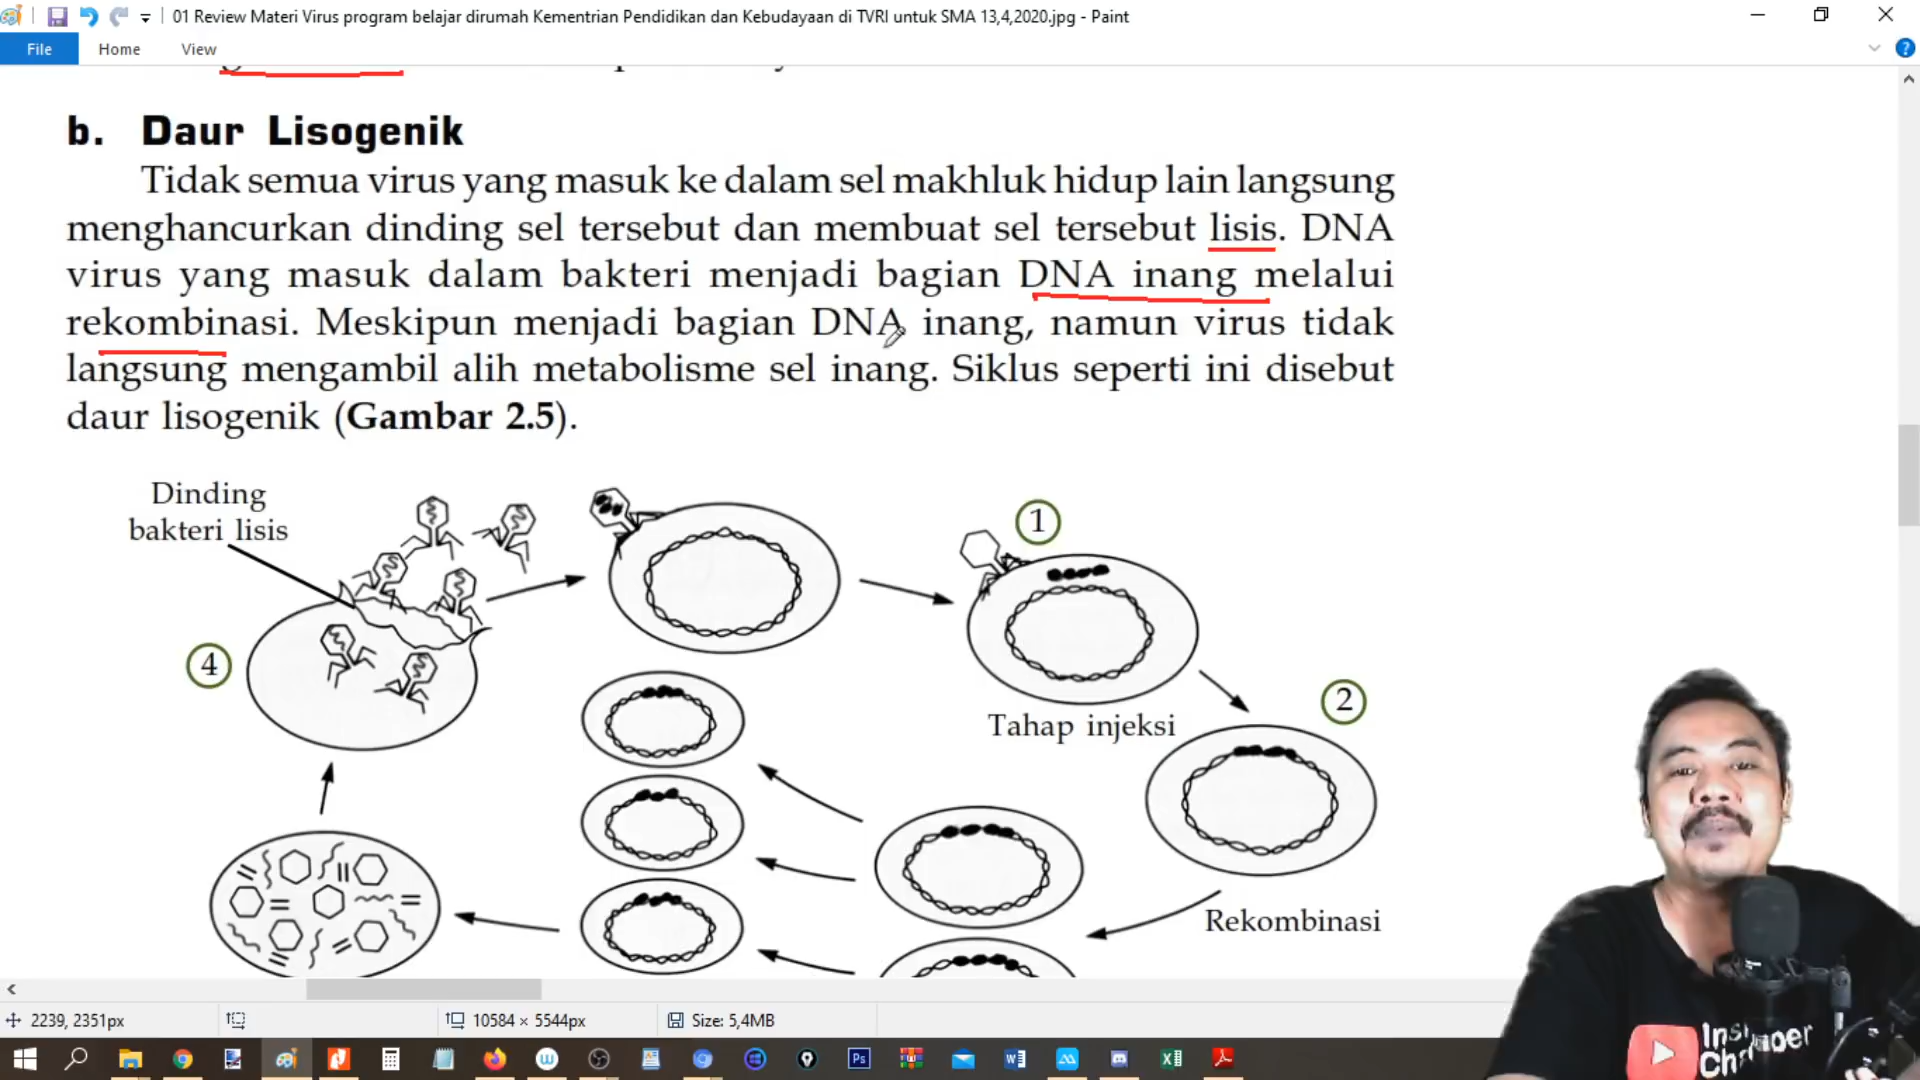 01 Review Materi Virus program belajar dirumah Kementrian Pendidikan dan Kebudayaan di TVRI untuk SMA 13,4,2020.jpg - Paint
File Home View
b. Daur Lisogenik
Tidak semua virus yang masuk ke dalam sel makhluk hidup lain langsung
menghancurkan dinding sel tersebut dan membuat sel tersebut lisis. DNA
virus yang masuk dalam bakteri menjadi bagian DNA inang melalui
rekombinasi. Meskipun menjadi bagian DNA inang, namun virus tidak
langsung mengambil alih metabolisme sel inang. Siklus seperti ini disebut
daur lisogenik (Gambar 2.5).
Dinding
bakteri lisis
1
4
2
Tahap injeksi
Rekombinasi
2239, 2351px
10584 × 5544px
Size: 5,4MB
Ps